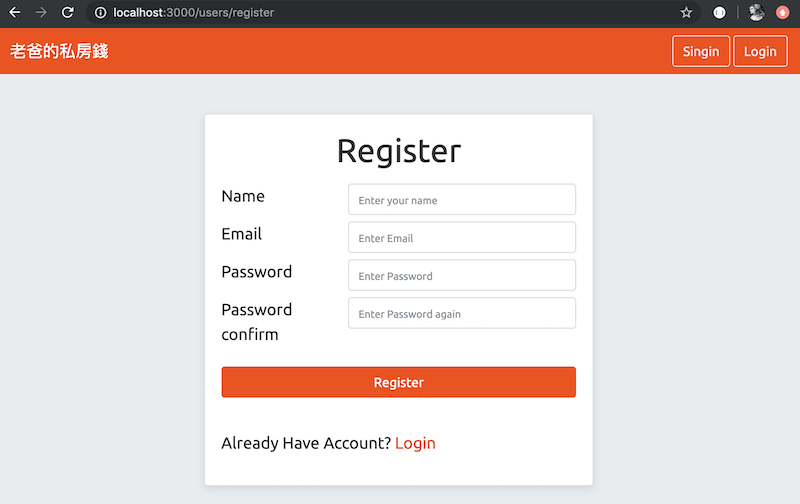 localhost:3000/users/register
老爸的私房錢
Singin
Login
Register
Name
Enter your name
Email
Enter Email
Password
Enter Password
Password
confirm
Enter Password again
Register
Already Have Account? Login